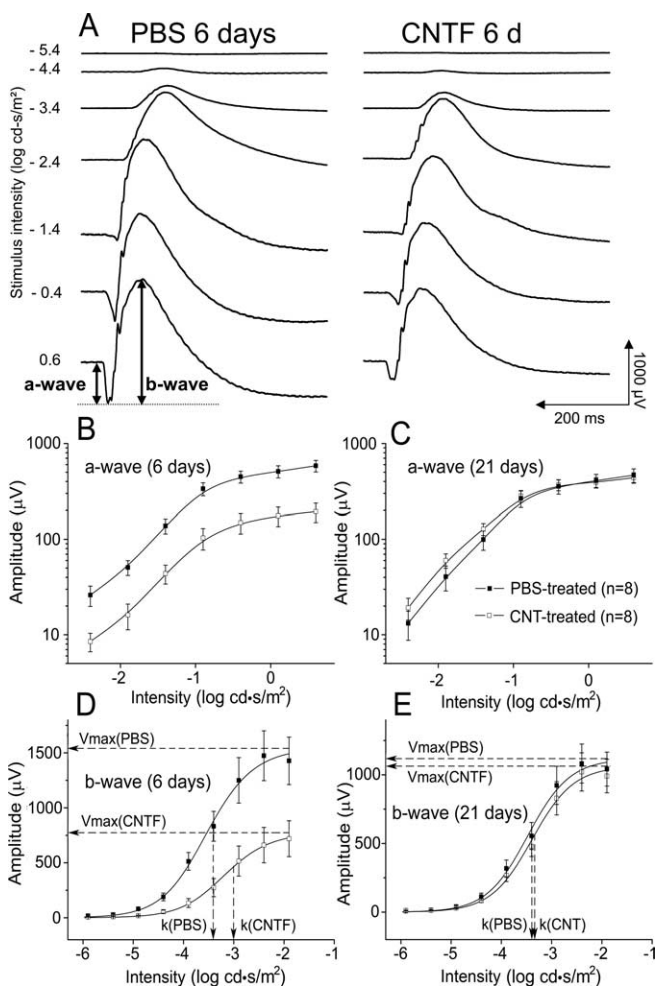 A
PBS 6 days
CNTF 6 d
Stimulus intensity (log cd-s/m²)
- 5.4
- 4.4
- 3.4
- 2.4
- 1.4
- 0.4
0.6
a-wave
b-wave
1000 µV
200 ms
B
a-wave (6 days)
Amplitude (µV)
1000
100
10
-2
-1
0
Intensity (log cd•s/m²)
C
a-wave (21 days)
PBS-treated (n=8)
CNT-treated (n=8)
Amplitude (µV)
1000
100
10
-2
-1
0
Intensity (log cd•s/m²)
D
Vmax(PBS)
b-wave (6 days)
Vmax(CNTF)
k(PBS)
k(CNTF)
Amplitude (µV)
1500
1000
500
0
-6
-5
-4
-3
-2
-1
Intensity (log cd•s/m²)
E
Vmax(PBS)
Vmax(CNTF)
b-wave (21 days)
k(PBS)
k(CNT)
Amplitude (µV)
1000
500
0
-6
-5
-4
-3
-2
-1
Intensity (log cd•s/m²)